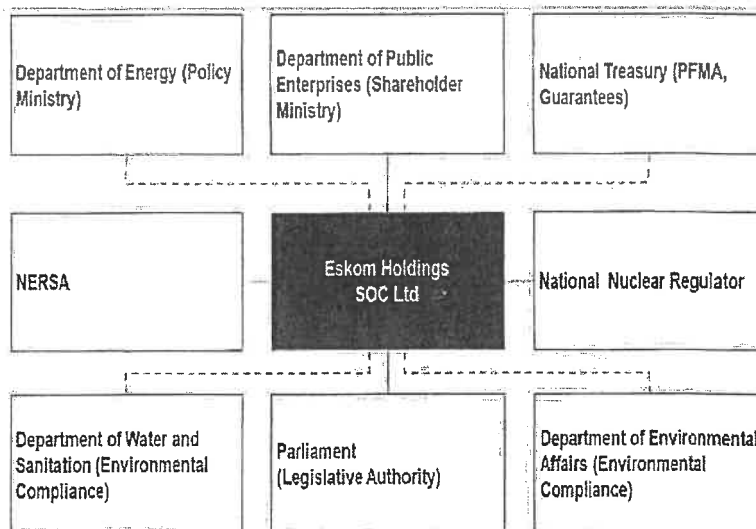 Department of Energy (Policy
Ministry)
Department of Public
Enterprises (Shareholder
Ministry)
National Treasury (PFMA,
Guarantees)
NERSA
Eskom Holdings
SOC Ltd
National Nuclear Regulator
Department of Water and
Sanitation (Environmental
Compliance)
Parliament
(Legislative Authority)
Department of Environmental
Affairs (Environmental
Compliance)